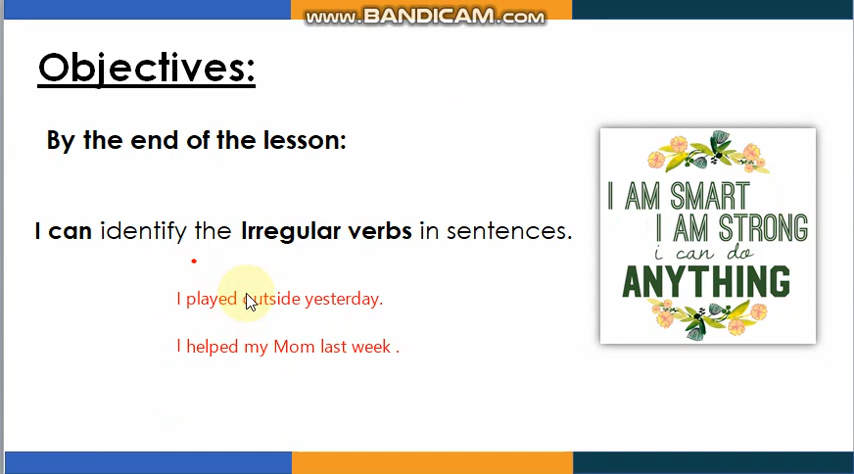 www.BANDICAM.com
Objectives:
By the end of the lesson:
I can identify the Irregular verbs in sentences.
I played outside yesterday.
I helped my Mom last week .
I AM SMART
I AM STRONG
i can do
ANYTHING